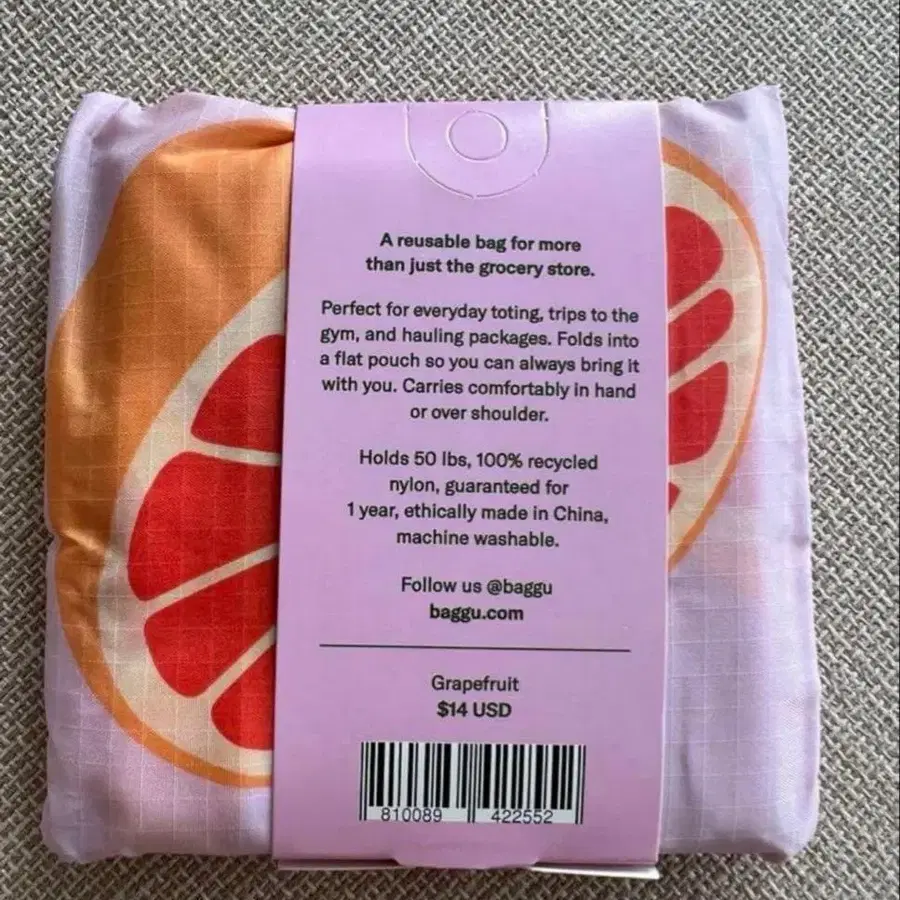 A reusable bag for more
than just the grocery store.
Perfect for everyday toting, trips to the
gym, and hauling packages. Folds into
a flat pouch so you can always bring it
with you. Carries comfortably in hand
or over shoulder.
Holds 50 lbs, 100% recycled
nylon, guaranteed for
1 year, ethically made in China,
machine washable.
Follow us @baggu
baggu.com
Grapefruit
$14 USD
810089 422552